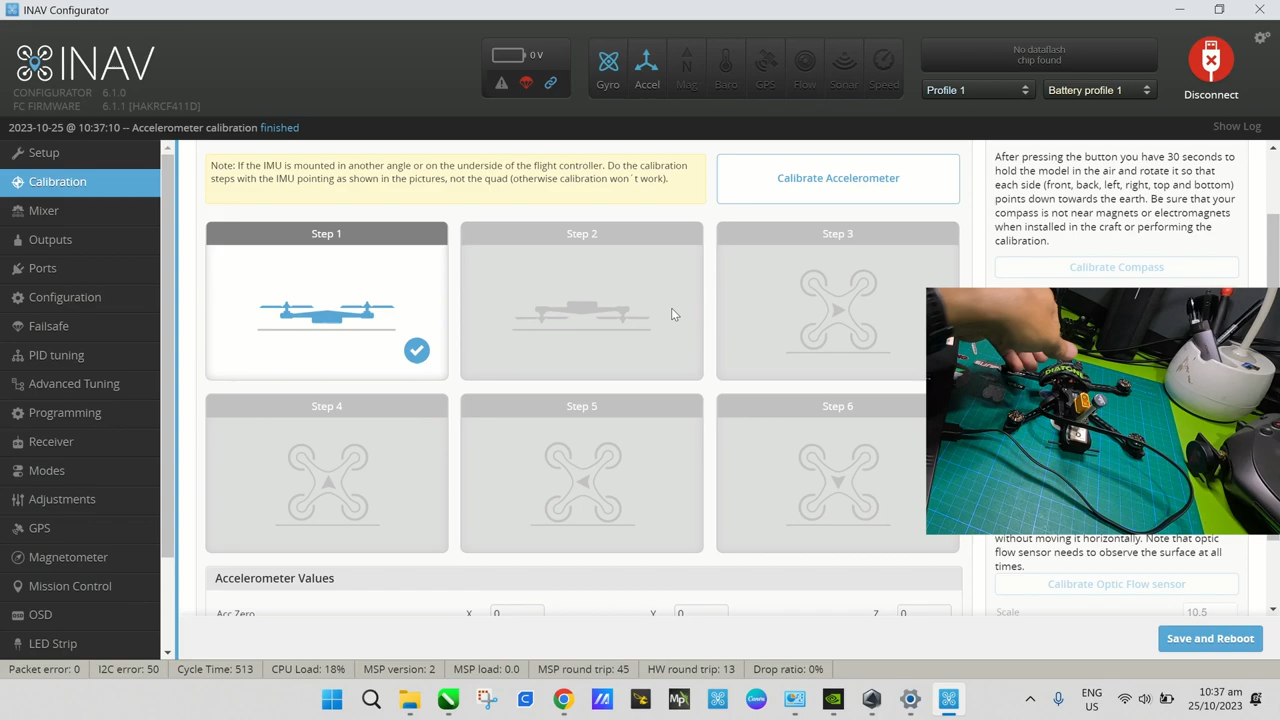 INAV Configurator
INAV
CONFIGURATOR 6.1.0
FC FIRMWARE 6.1.1 [HAKRCF411D]
0 V
Gyro
Accel
Mag
Baro
GPS
Flow
Sonar
Speed
No dataflash
chip found
Profile 1
Battery profile 1
Disconnect
2023-10-25 @ 10:37:10 -- Accelerometer calibration finished
Show Log
Setup
Calibration
Mixer
Outputs
Ports
Configuration
Failsafe
PID tuning
Advanced Tuning
Programming
Receiver
Modes
Adjustments
GPS
Magnetometer
Mission Control
OSD
LED Strip
Note: If the IMU is mounted in another angle or on the underside of the flight controller. Do the calibration
steps with the IMU pointing as shown in the pictures, not the quad (otherwise calibration won´t work).
Calibrate Accelerometer
Step 1
Step 2
Step 3
Step 4
Step 5
Step 6
Accelerometer Values
Acc Zero
X
0
Y
0
Z
0
After pressing the button you have 30 seconds to
hold the model in the air and rotate it so that
each side (front, back, left, right, top and bottom)
points down towards the earth. Be sure that your
compass is not near magnets or electromagnets
when installed in the craft or performing the
calibration.
Calibrate Compass
DIATONE
without moving it horizontally. Note that optic
flow sensor needs to observe the surface at all
times.
Calibrate Optic Flow sensor
Scale
10.5
Save and Reboot
Packet error: 0
I2C error: 50
Cycle Time: 513
CPU Load: 18%
MSP version: 2
MSP load: 0.0
MSP round trip: 45
HW round trip: 13
Drop ratio: 0%
C
Mp
Canva
ENG
US
10:37 am
25/10/2023